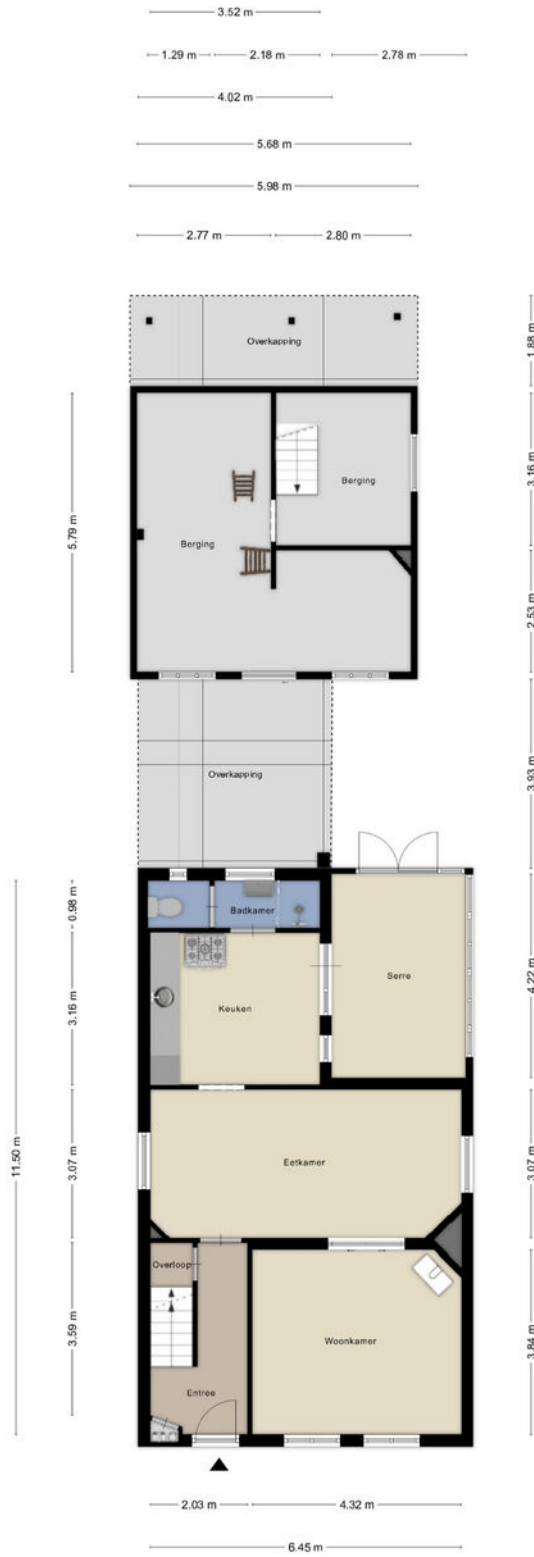 3.52 m
1.29 m 2.18 m 2.78 m
4.02 m
5.68 m
5.98 m
2.77 m 2.80 m
Overkapping
1.88 m
Berging
3.16 m
Berging
5.79 m
2.53 m
Overkapping
3.93 m
Badkamer
0.98 m
Serre
4.22 m
Keuken
3.16 m
11.50 m
Eetkamer
3.07 m
3.07 m
Overloop
Woonkamer
3.59 m
3.84 m
Entree
2.03 m 4.32 m
6.45 m